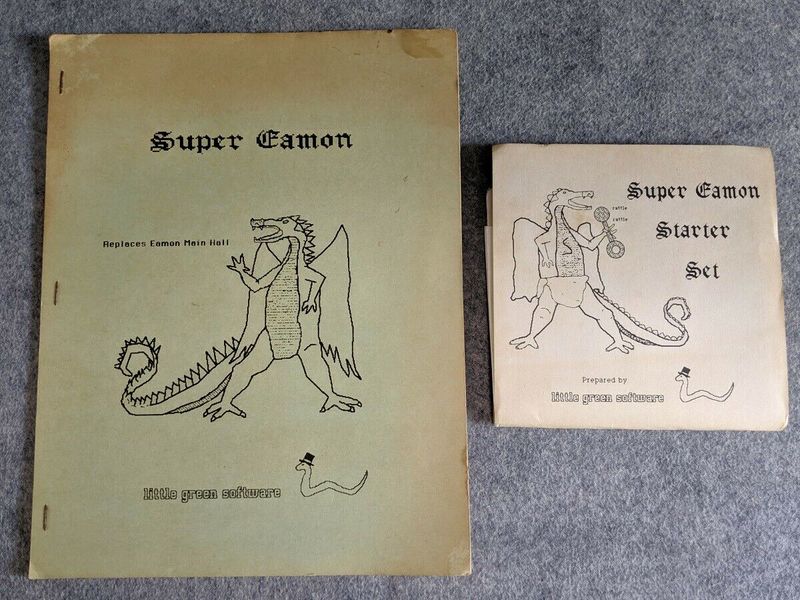 Super Eamon
Replaces Eamon Main Hall
little green software
Super Eamon
rattle
rattle
Starter
Set
Prepared by
little green software